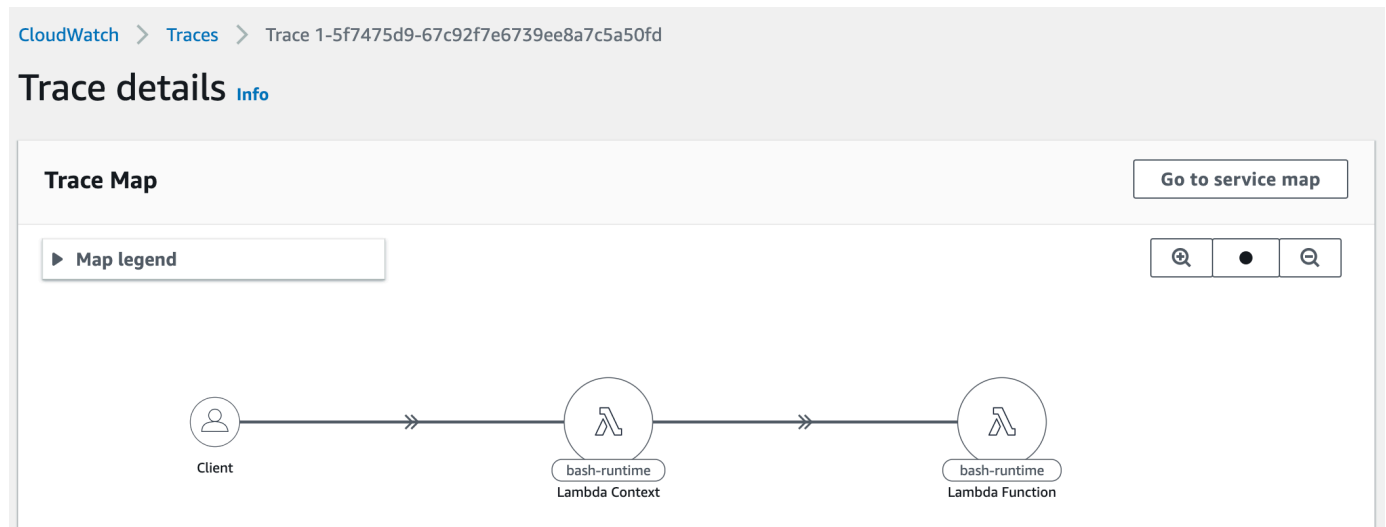 CloudWatch > Traces > Trace 1-5f7475d9-67c92f7e6739ee8a7c5a50fd
Trace details Info
Trace Map
Go to service map
Map legend
Client
bash-runtime
Lambda Context
bash-runtime
Lambda Function